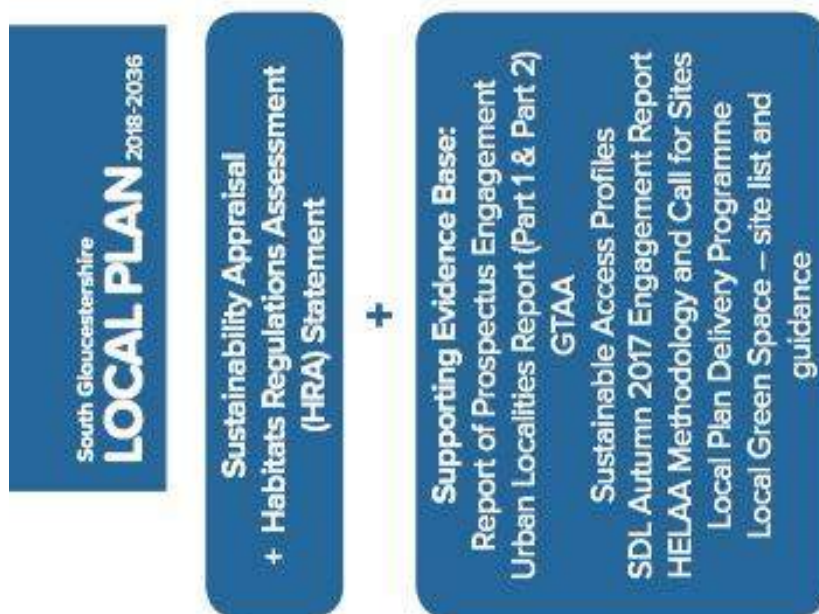 South Gloucestershire
LOCAL PLAN 2018-2036
Sustainability Appraisal
+ Habitats Regulations Assessment
(HRA) Statement
+
Supporting Evidence Base:
Report of Prospectus Engagement
Urban Localities Report (Part 1 & Part 2)
GTAA
Sustainable Access Profiles
SDL Autumn 2017 Engagement Report
HELAA Methodology and Call for Sites
Local Plan Delivery Programme
Local Green Space – site list and
guidance